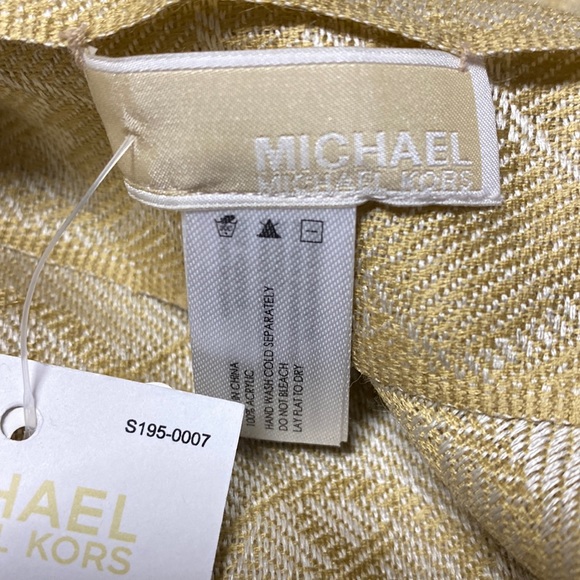 MICHAEL
MICHAEL KORS
IN CHINA
100% ACRYLIC
HAND WASH COLD SEPARATELY
DO NOT BLEACH
LAY FLAT TO DRY
S195-0007
HAEL
L KORS